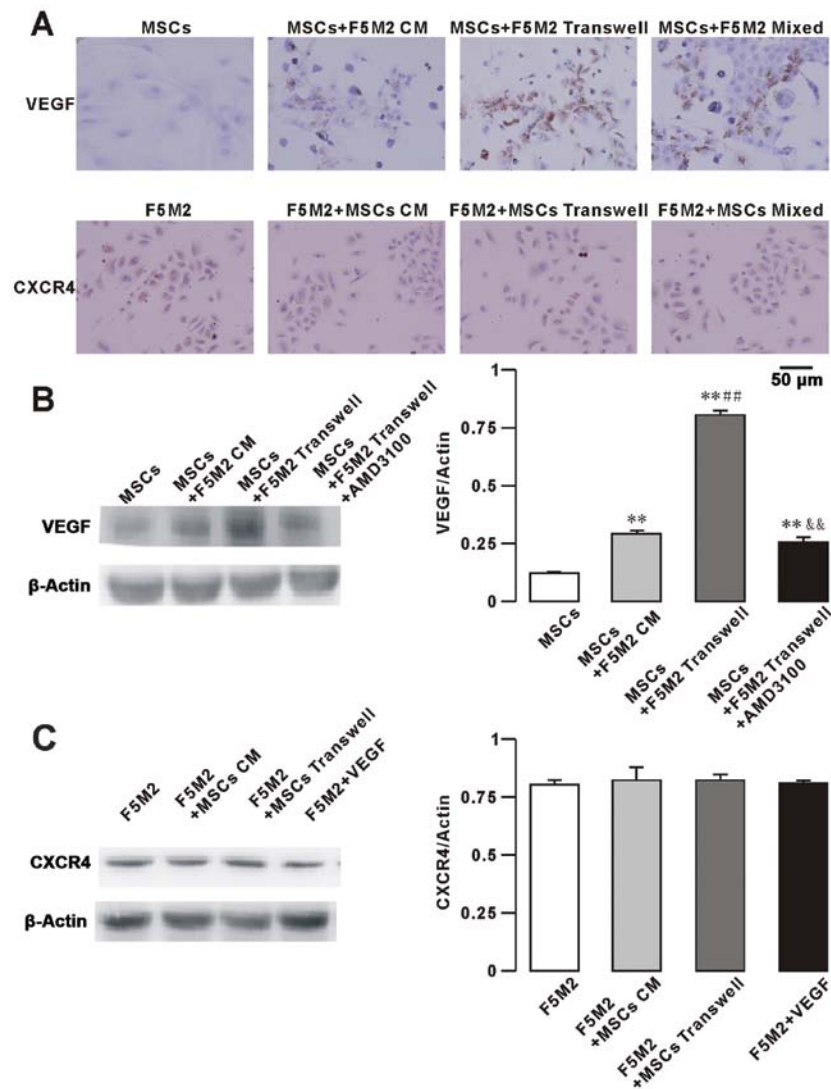 A
MSCs
MSCs+F5M2 CM
MSCs+F5M2 Transwell
MSCs+F5M2 Mixed
VEGF
F5M2
F5M2+MSCs CM
F5M2+MSCs Transwell
F5M2+MSCs Mixed
CXCR4
50 µm
B
MSCs
MSCs
+F5M2 CM
MSCs
+F5M2 Transwell
MSCs
+F5M2 Transwell
+AMD3100
VEGF
β-Actin
VEGF/Actin
1
0.75
0.5
0.25
0
**
**##
**&&
MSCs
MSCs
+F5M2 CM
MSCs
+F5M2 Transwell
MSCs
+F5M2 Transwell
+AMD3100
C
F5M2
F5M2
+MSCs CM
F5M2
+MSCs Transwell
F5M2+VEGF
CXCR4
β-Actin
CXCR4/Actin
1
0.75
0.5
0.25
0
F5M2
F5M2
+MSCs CM
F5M2
+MSCs Transwell
F5M2+VEGF